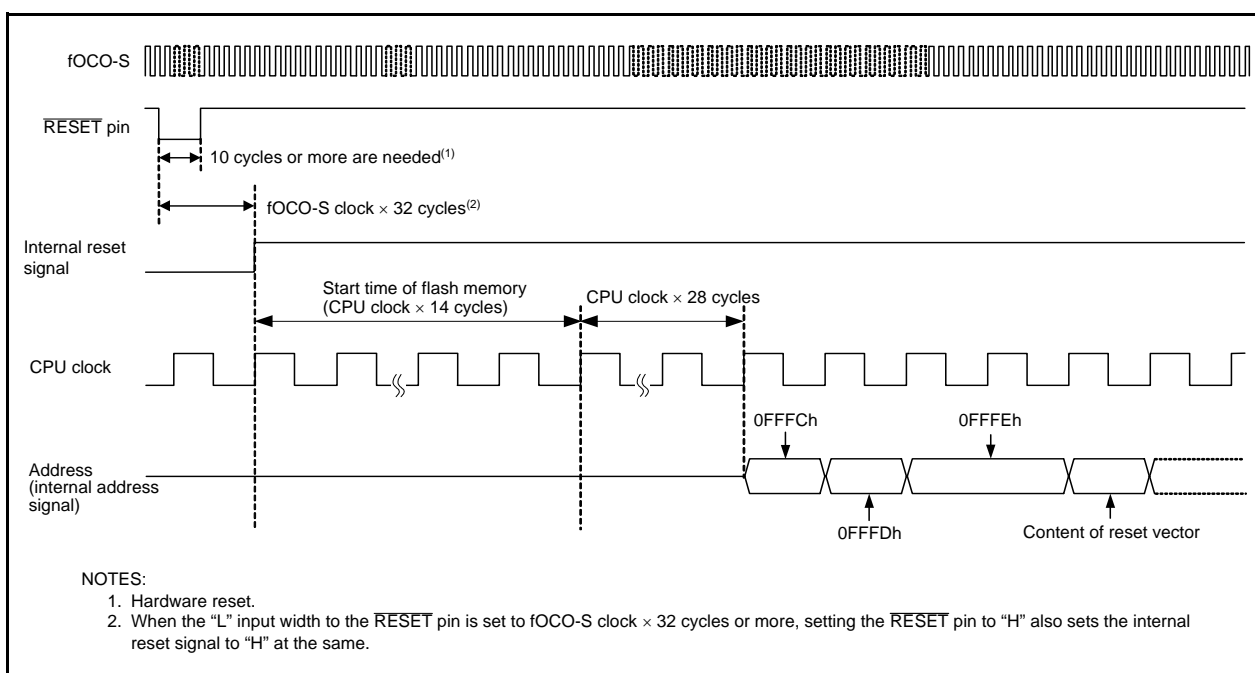 fOCO-S
RESET pin
10 cycles or more are needed(1)
fOCO-S clock × 32 cycles(2)
Internal reset
signal
Start time of flash memory
(CPU clock × 14 cycles)
CPU clock × 28 cycles
CPU clock
0FFFCh
0FFFEh
Address
(internal address
signal)
0FFFDh
Content of reset vector
NOTES:
1. Hardware reset.
2. When the “L” input width to the RESET pin is set to fOCO-S clock × 32 cycles or more, setting the RESET pin to “H” also sets the internal
reset signal to “H” at the same.